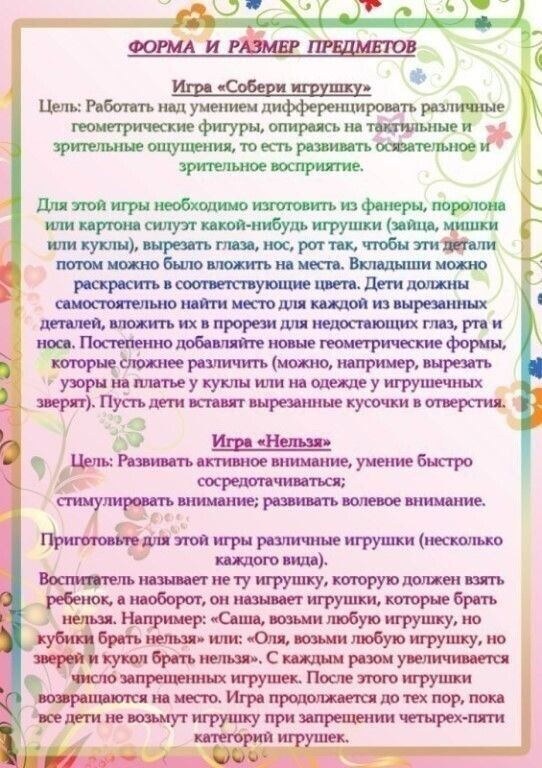 ФОРМА И РАЗМЕР ПРЕДМЕТОВ
Игра «Собери игрушку»
Цель: Работать над умением дифференцировать различные
геометрические фигуры, опираясь на тактильные и
зрительные ощущения, то есть развивать осязательное и
зрительное восприятие.
Для этой игры необходимо изготовить из фанеры, поролона
или картона силуэт какой-нибудь игрушки (зайца, мишки
или куклы), вырезать глаза, нос, рот так, чтобы эти детали
потом можно было вложить на места. Вкладыши можно
раскрасить в соответствующие цвета. Дети должны
самостоятельно найти место для каждой из вырезанных
деталей, вложить их в прорези для недостающих глаз, рта и
носа. Постепенно добавляйте новые геометрические формы,
которые сложнее различить (можно, например, вырезать
узоры на платье у куклы или на одежде у игрушечных
зверят). Пусть дети вставят вырезанные кусочки в отверстия.
Игра «Нельзя»
Цель: Развивать активное внимание, умение быстро
сосредотачиваться;
стимулировать внимание; развивать волевое внимание.
Приготовьте для этой игры различные игрушки (несколько
каждого вида).
Воспитатель называет не ту игрушку, которую должен взять
ребенок, а наоборот, он называет игрушки, которые брать
нельзя. Например: «Саша, возьми любую игрушку, но
кубики брать нельзя» или: «Оля, возьми любую игрушку, но
зверей и кукол брать нельзя». С каждым разом увеличивается
число запрещенных игрушек. После этого игрушки
возвращаются на место. Игра продолжается до тех пор, пока
все дети не возьмут игрушку при запрещении четырех-пяти
категорий игрушек.